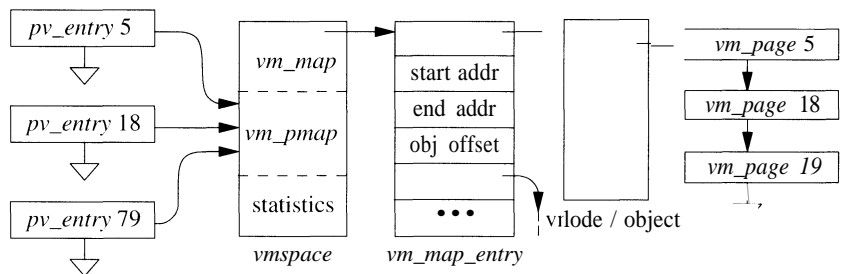 pv_entry 5
pv_entry 18
pv_entry 79
vm_map
vm_pmap
statistics
vmspace
start addr
end addr
obj offset
•••
vm_map_entry
/ object
vm_page 5
vm_page 18
vm_page 19